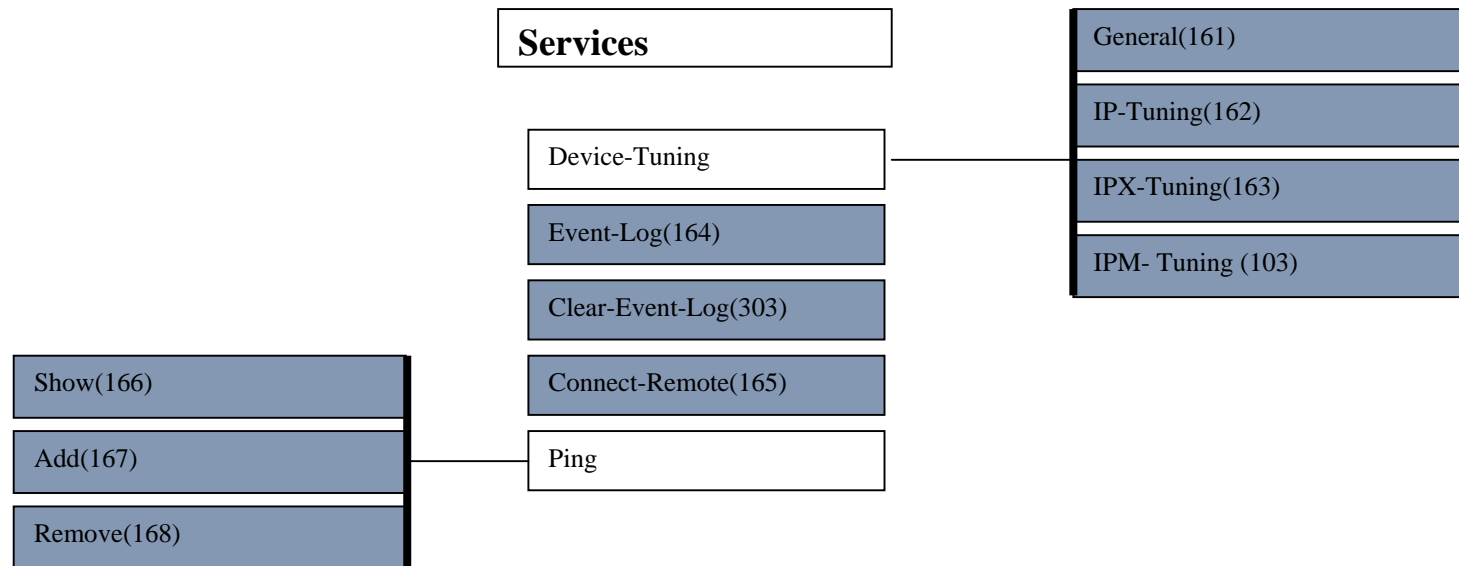 Services
Device-Tuning
Event-Log(164)
Clear-Event-Log(303)
Connect-Remote(165)
Ping
General(161)
IP-Tuning(162)
IPX-Tuning(163)
IPM- Tuning (103)
Show(166)
Add(167)
Remove(168)